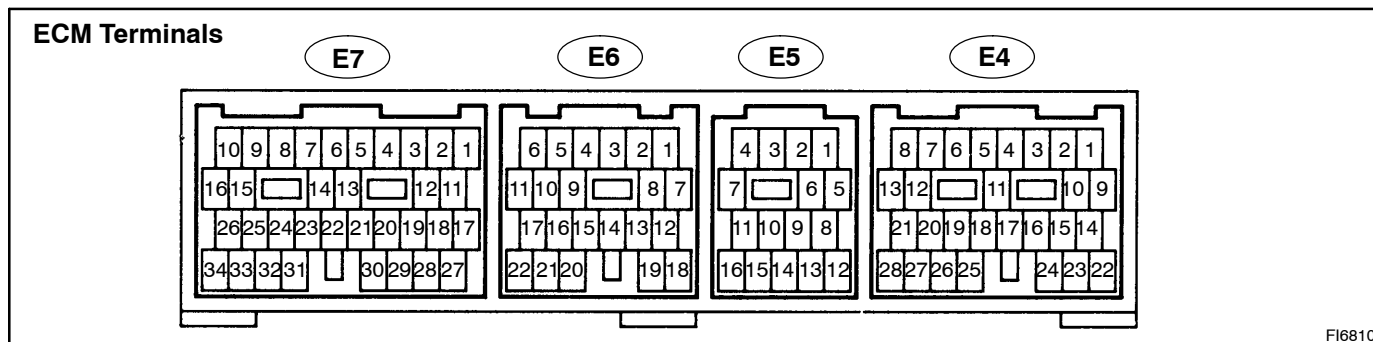 ECM Terminals
E7 E6 E5 E4
10 9 8 7 6 5 4 3 2 1 6 5 4 3 2 1 4 3 2 1 8 7 6 5 4 3 2 1
16 15 14 13 12 11 11 10 9 8 7 7 6 5 13 12 11 10 9
26 25 24 23 22 21 20 19 18 17 17 16 15 14 13 12 11 10 9 8 21 20 19 18 17 16 15 14
34 33 32 31 30 29 28 27 22 21 20 19 18 16 15 14 13 12 28 27 26 25 24 23 22
FI6810